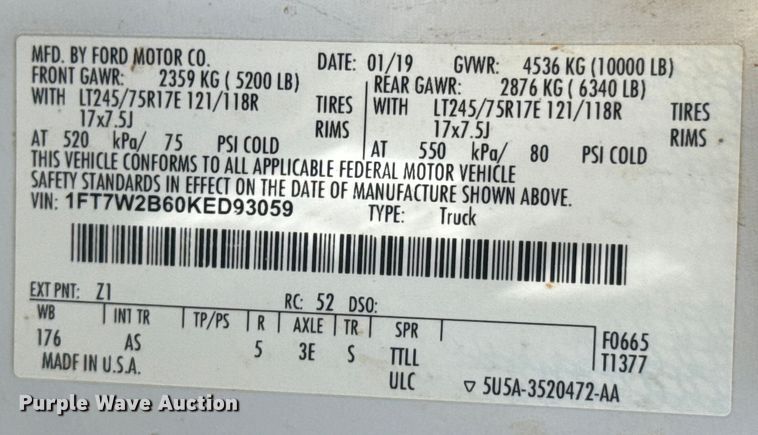 MFD. BY FORD MOTOR CO. DATE: 01/19 GVWR: 4536 KG (10000 LB)
FRONT GAWR: 2359 KG ( 5200 LB) REAR GAWR: 2876 KG ( 6340 LB)
WITH LT245/75R17E 121/118R TIRES WITH LT245/75R17E 121/118R TIRES
17x7.5J RIMS 17x7.5J RIMS
AT 520 kPa/ 75 PSI COLD AT 550 kPa/ 80 PSI COLD
THIS VEHICLE CONFORMS TO ALL APPLICABLE FEDERAL MOTOR VEHICLE
SAFETY STANDARDS IN EFFECT ON THE DATE OF MANUFACTURE SHOWN ABOVE.
VIN: 1FT7W2B60KED93059 TYPE: Truck
EXT PNT: Z1 RC: 52 DSO:
WB INT TR TP/PS R AXLE TR SPR F0665
176 AS 5 3E S TTLL T1377
MADE IN U.S.A. ULC 5U5A-3520472-AA
Purple Wave Auction